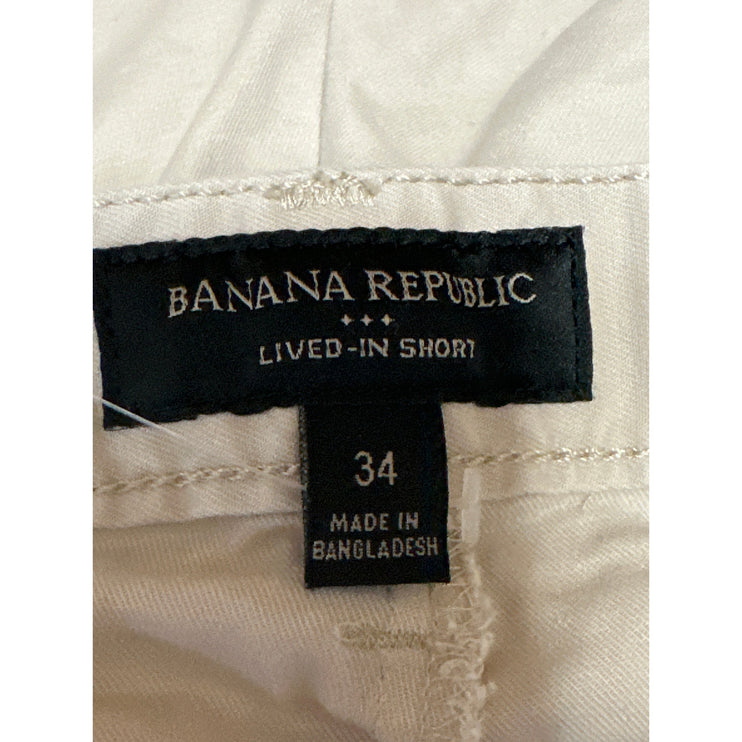 BANANA REPUBLIC
LIVED-IN SHORT
34
MADE IN
BANGLADESH